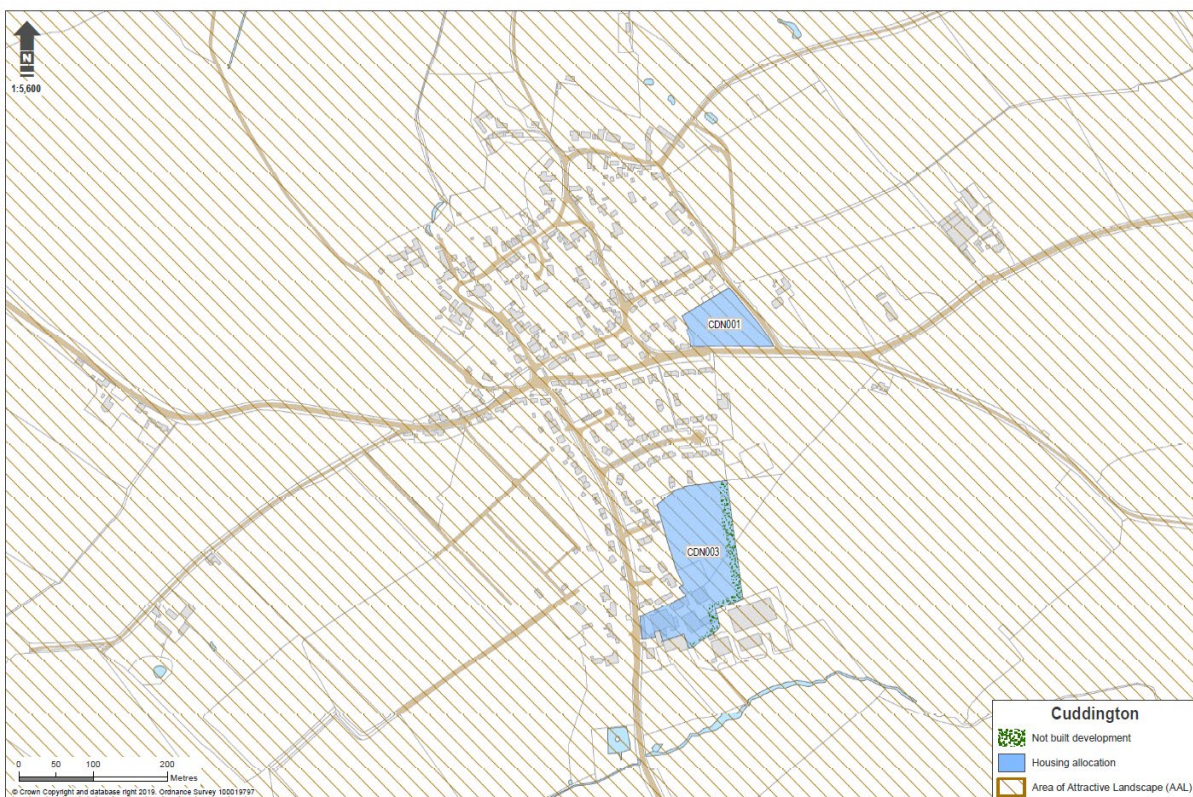 N
1:5,600
CDN001
CDN003
0 50 100 200
Metres
© Crown Copyright and database right 2019. Ordnance Survey 100019797
Cuddington
Not built development
Housing allocation
Area of Attractive Landscape (AAL)